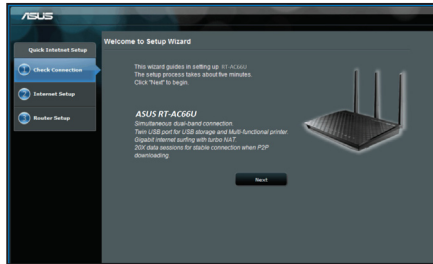 ASUS
Quick Internet Setup
Welcome to Setup Wizard
1 Check Connection
2 Internet Setup
3 Router Setup
This wizard guides in setting up RT-AC66U
The setup process takes about five minutes.
Click "Next" to begin.
ASUS RT-AC66U
Simultaneous dual-band connection.
Twin USB port for USB storage and Multi-functional printer.
Gigabit internet surfing with turbo NAT.
20X data sessions for stable connection when P2P
downloading
Next